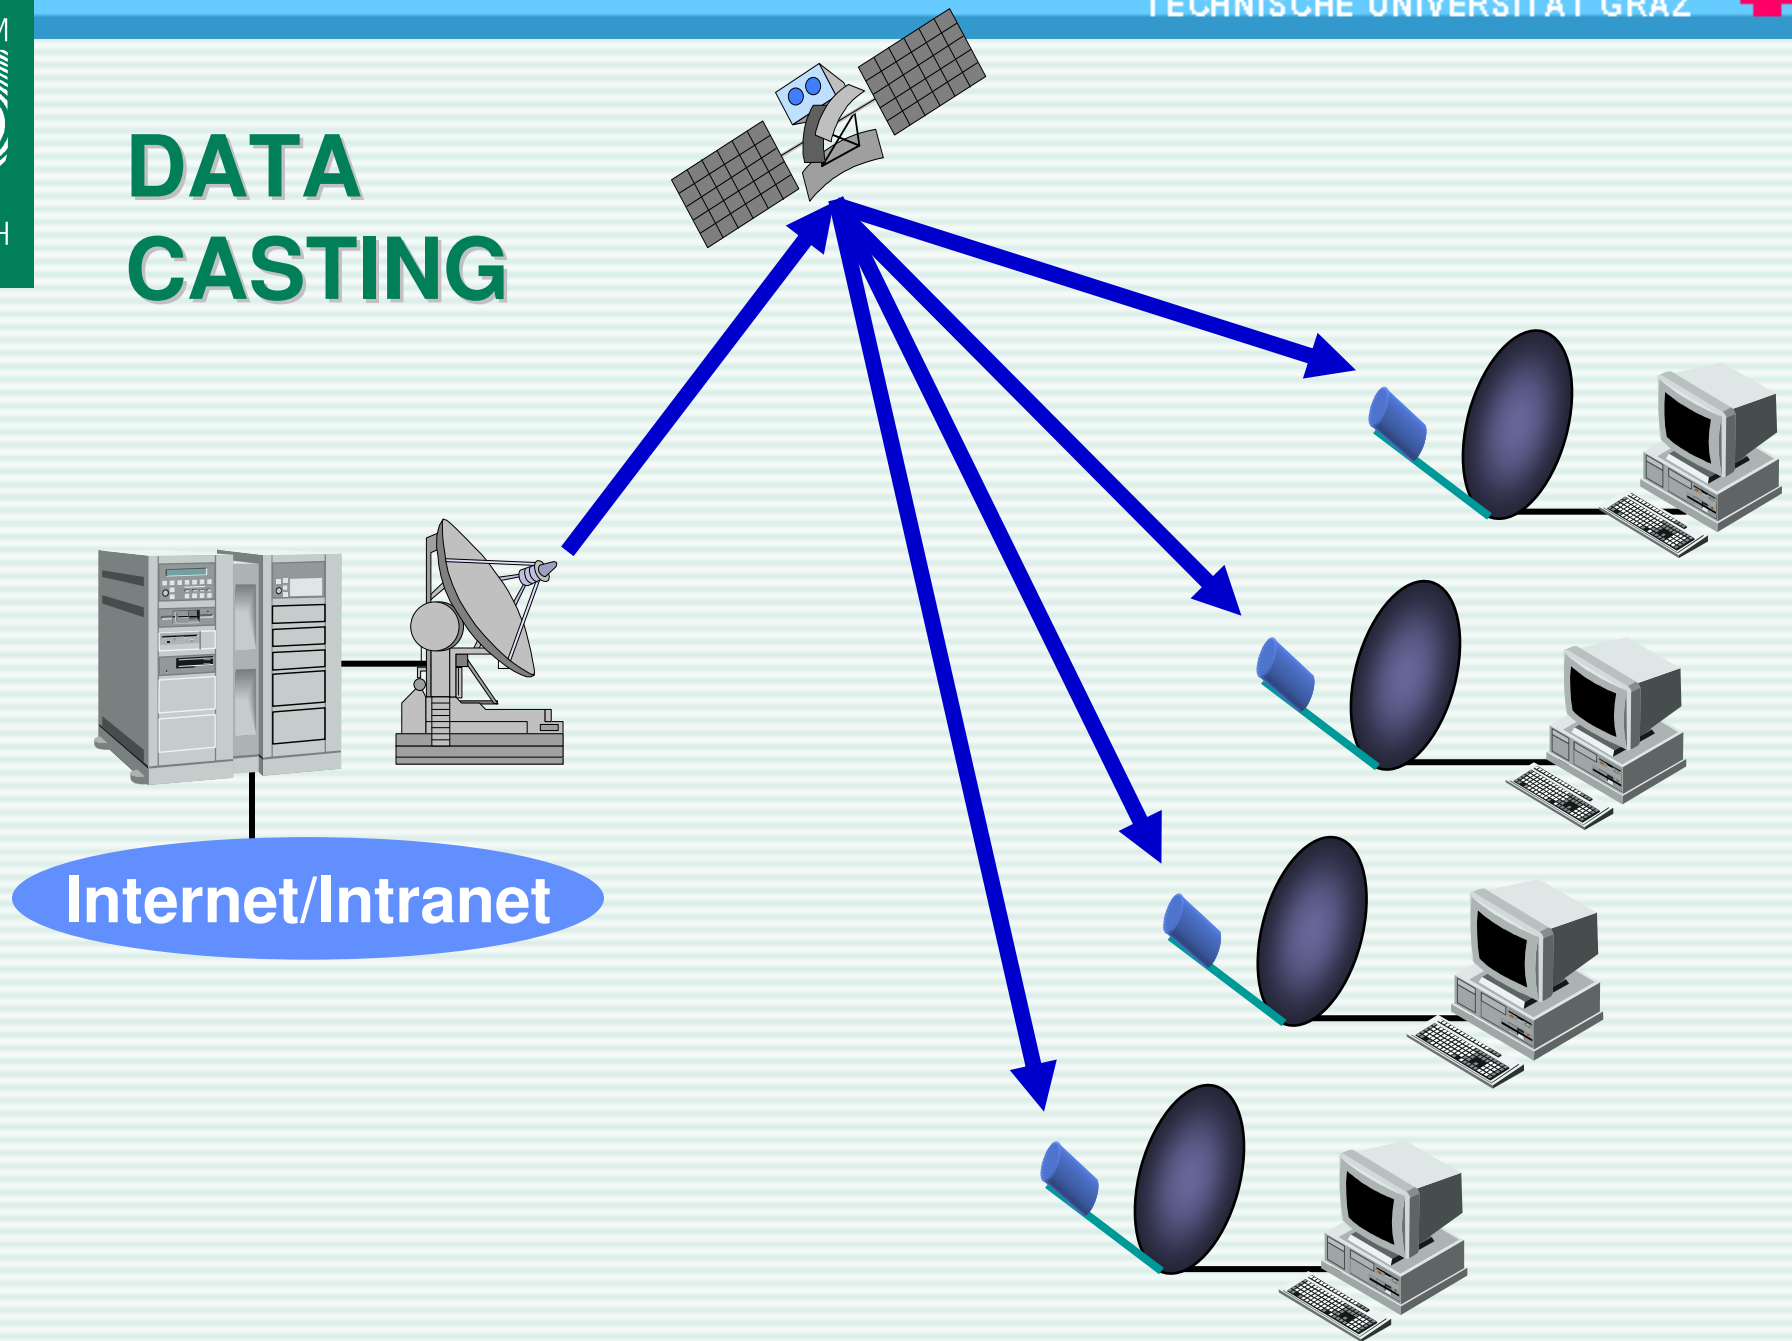 TECHNISCHE UNIVERSITÄT GRAZ
M
H
DATA
CASTING
Internet/Intranet